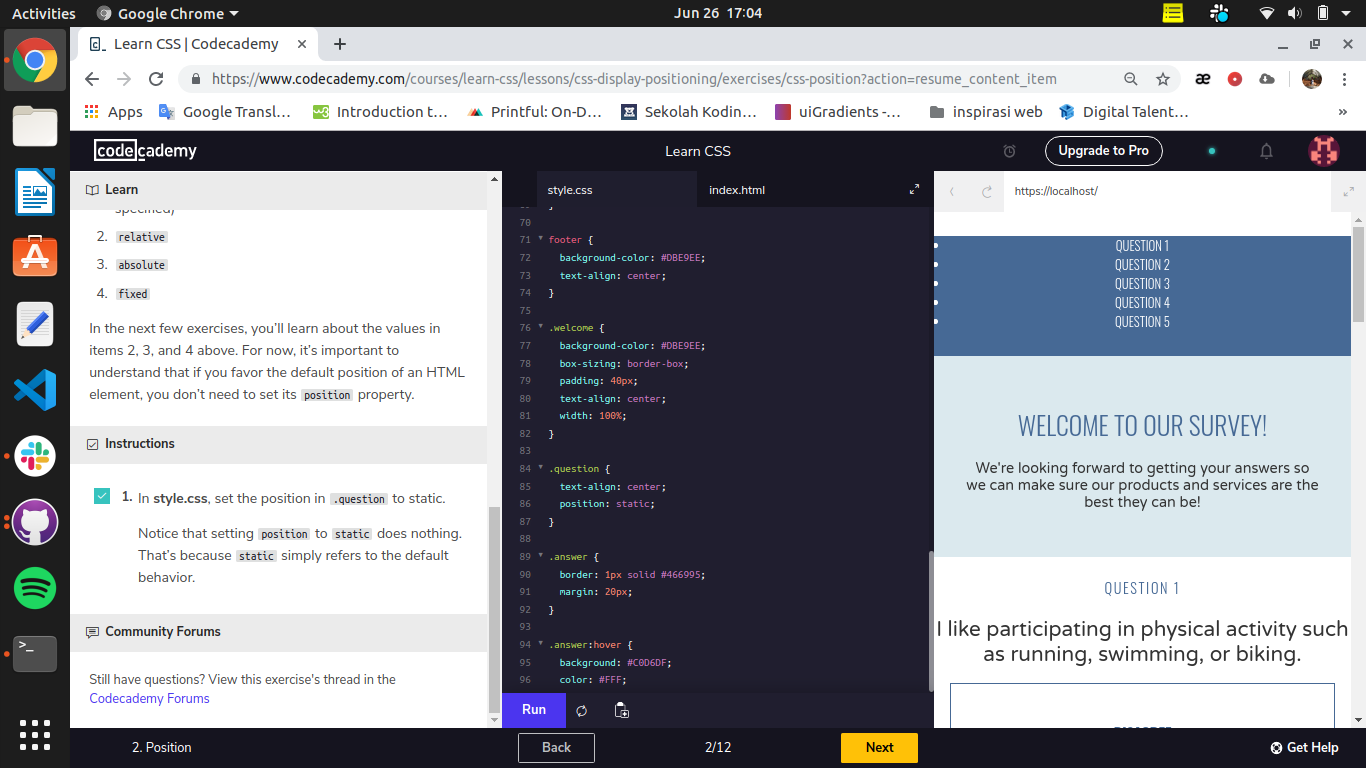 Activities
Google Chrome
Jun 26 17:04
Learn CSS | Codecademy
https://www.codecademy.com/courses/learn-css/lessons/css-display-positioning/exercises/css-position?action=resume_content_item
Apps
Google Transl...
Introduction t...
Printful: On-D...
Sekolah Kodin...
uiGradients -...
inspirasi web
Digital Talent...
codecademy
Learn CSS
Upgrade to Pro
Learn
specified)
2. relative
3. absolute
4. fixed
In the next few exercises, you'll learn about the values in
items 2, 3, and 4 above. For now, it's important to
understand that if you favor the default position of an HTML
element, you don't need to set its position property.
Instructions
1. In style.css, set the position in .question to static.
Notice that setting position to static does nothing.
That's because static simply refers to the default
behavior.
Community Forums
Still have questions? View this exercise's thread in the
Codecademy Forums
style.css
index.html
70
71 footer {
72 background-color: #DBE9EE;
73 text-align: center;
74 }
75
76 .welcome {
77 background-color: #DBE9EE;
78 box-sizing: border-box;
79 padding: 40px;
80 text-align: center;
81 width: 100%;
82 }
83
84 .question {
85 text-align: center;
86 position: static;
87 }
88
89 .answer {
90 border: 1px solid #466995;
91 margin: 20px;
92 }
93
94 .answer:hover {
95 background: #C0D6DF;
96 color: #FFF;
Run
https://localhost/
QUESTION 1
QUESTION 2
QUESTION 3
QUESTION 4
QUESTION 5
WELCOME TO OUR SURVEY!
We're looking forward to getting your answers so
we can make sure our products and services are the
best they can be!
QUESTION 1
I like participating in physical activity such
as running, swimming, or biking.
2. Position
Back
2/12
Next
Get Help